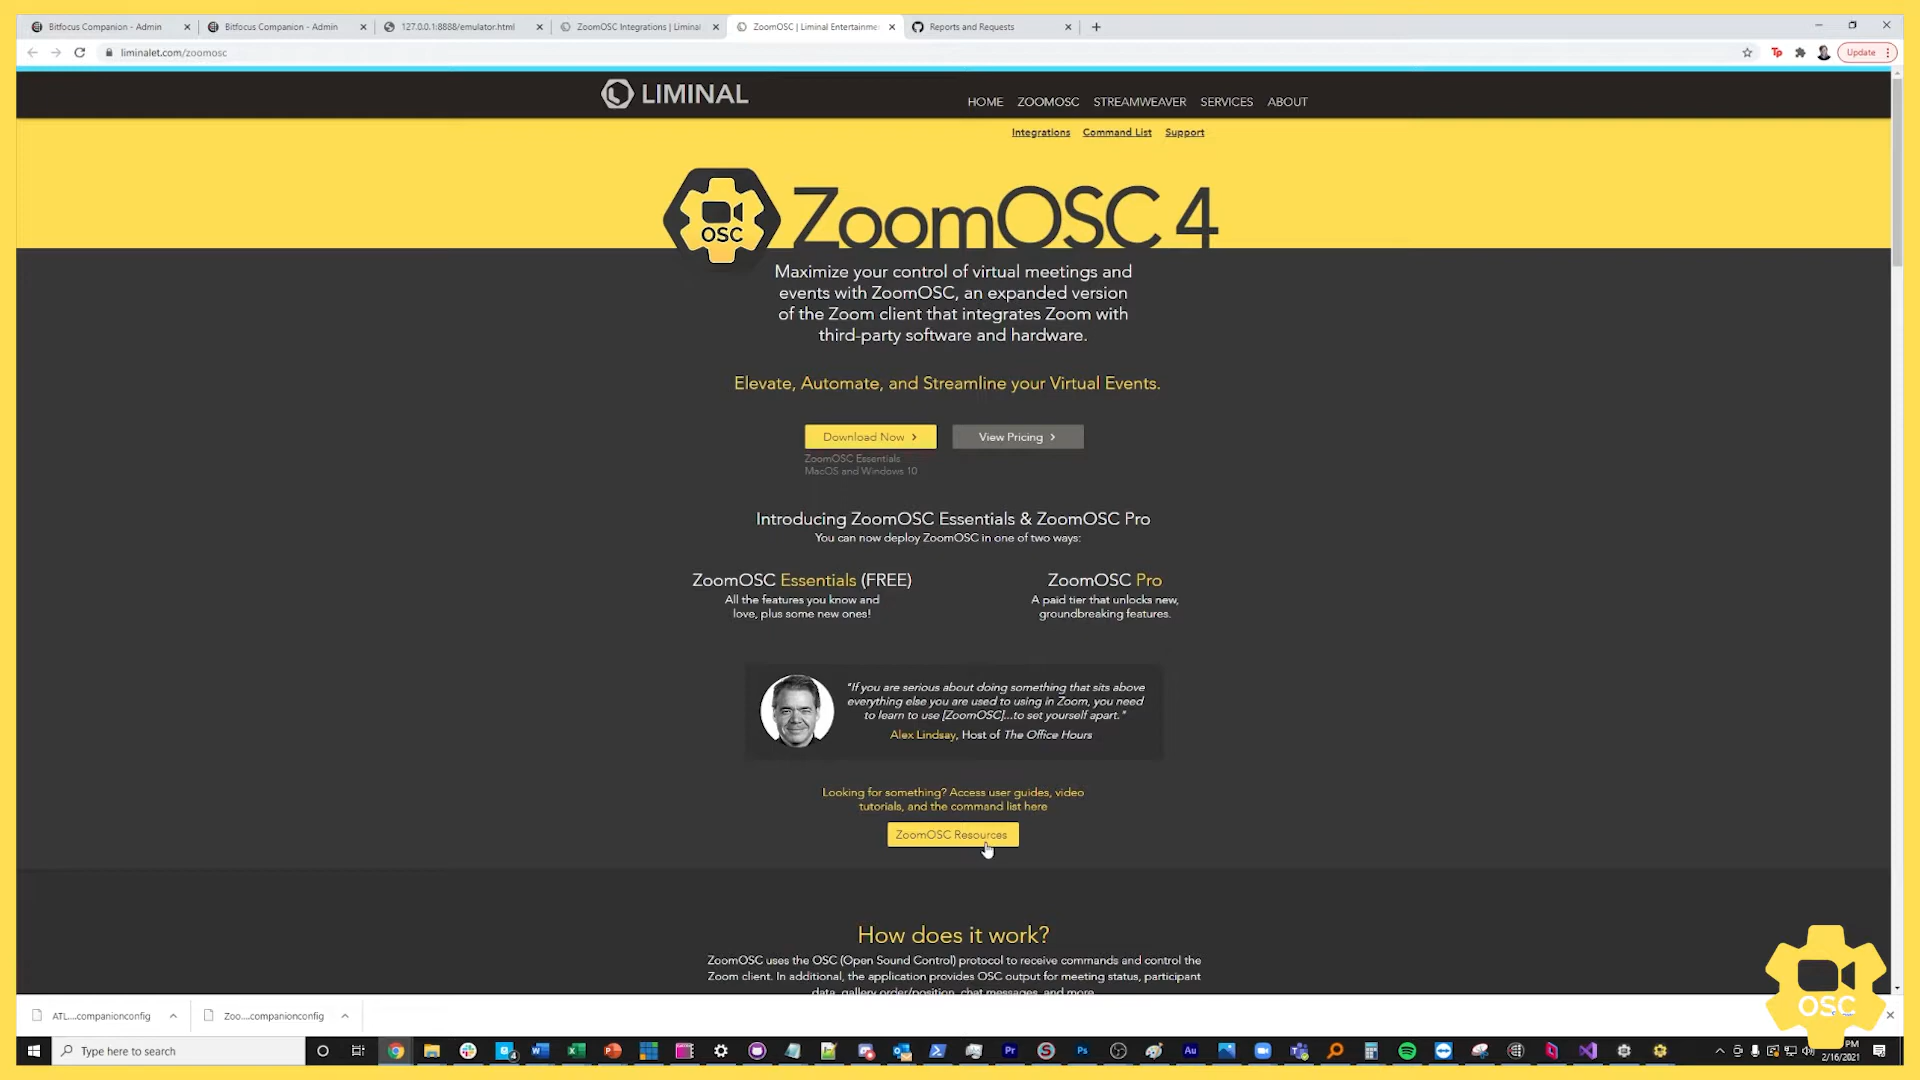 Bitfocus Companion - Admin
Bitfocus Companion - Admin
127.0.0.1:8888/emulator.html
ZoomOSC Integrations | Liminal
ZoomOSC | Liminal Entertainme
Reports and Requests
liminalet.com/zoomosc
Update
LIMINAL
HOME ZOOMOSC STREAMWEAVER SERVICES ABOUT
Integrations Command List Support
OSC
ZoomOSC 4
Maximize your control of virtual meetings and
events with ZoomOSC, an expanded version
of the Zoom client that integrates Zoom with
third-party software and hardware.
Elevate, Automate, and Streamline your Virtual Events.
Download Now >
View Pricing >
ZoomOSC Essentials
MacOS and Windows 10
Introducing ZoomOSC Essentials & ZoomOSC Pro
You can now deploy ZoomOSC in one of two ways:
ZoomOSC Essentials (FREE)
All the features you know and
love, plus some new ones!
ZoomOSC Pro
A paid tier that unlocks new,
groundbreaking features.
"If you are serious about doing something that sits above
everything else you are used to using in Zoom, you need
to learn to use [ZoomOSC]...to set yourself apart."
Alex Lindsay, Host of The Office Hours
Looking for something? Access user guides, video
tutorials, and the command list here
ZoomOSC Resources
How does it work?
ZoomOSC uses the OSC (Open Sound Control) protocol to receive commands and control the
Zoom client. In additional, the application provides OSC output for meeting status, participant
data, gallery order/position, chat messages, and more.
ATL....companionconfig
Zoo....companionconfig
OSC
Type here to search
PM
2/16/2021